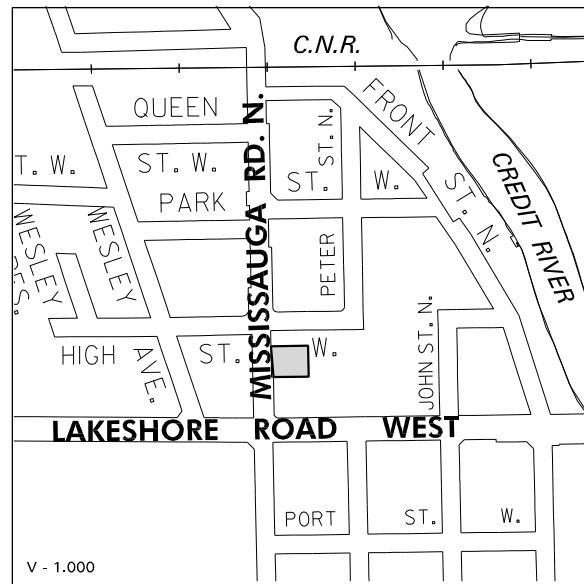 C.N.R.
QUEEN ST. W.
FRONT ST. N.
T. W.
PARK ST. W.
ST. N.
PETER
WESLEY
ES.
WESLEY AVE.
CREDIT RIVER
MISSISSAUGA RD. N.
HIGH ST. W.
JOHN ST. N.
LAKESHORE ROAD WEST
PORT ST. W.
V - 1.000